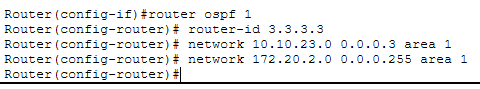 Router(config-if)#router ospf 1
Router(config-router)# router-id 3.3.3.3
Router(config-router)# network 10.10.23.0 0.0.0.3 area 1
Router(config-router)# network 172.20.2.0 0.0.0.255 area 1
Router(config-router)#